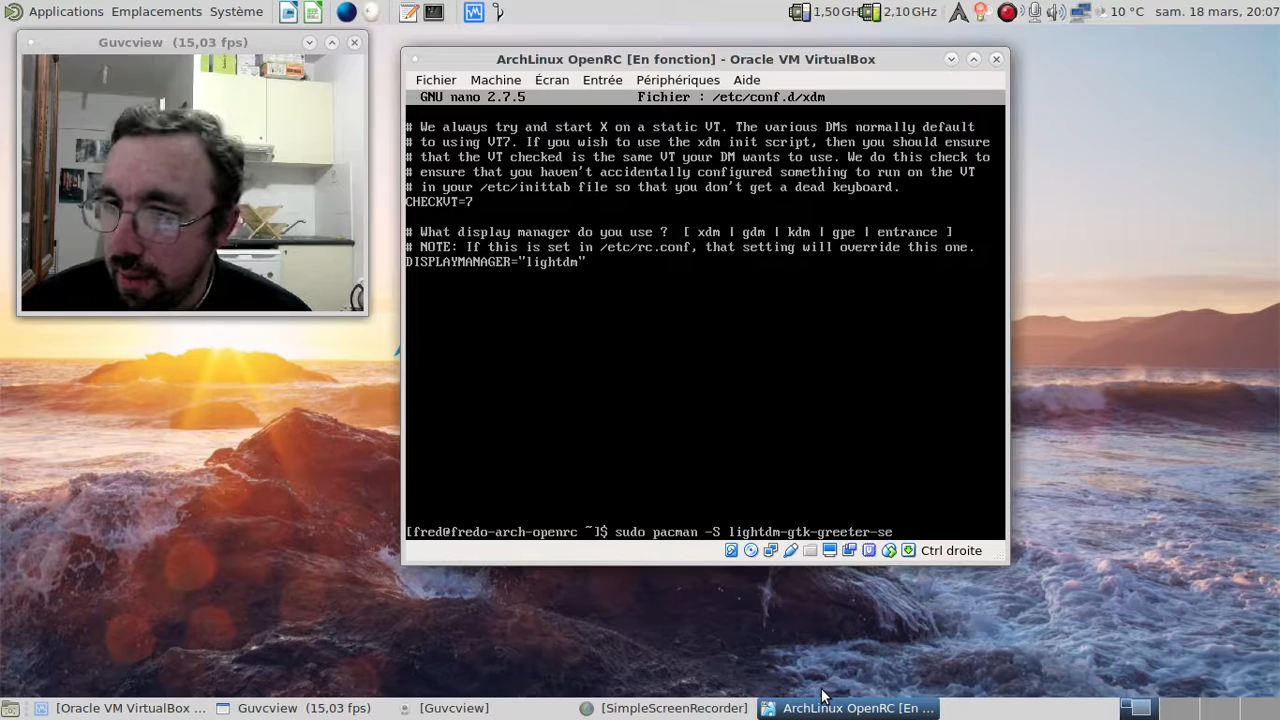 Applications Emplacements Système
1,50 GHz 2,10 GHz 10 °C sam. 18 mars, 20:07
Guvcview (15,03 fps)
ArchLinux OpenRC [En fonction] - Oracle VM VirtualBox
Fichier Machine Écran Entrée Périphériques Aide
GNU nano 2.7.5 Fichier : /etc/conf.d/xdm
# We always try and start X on a static VT. The various DMs normally default
# to using VT7. If you wish to use the xdm init script, then you should ensure
# that the VT checked is the same VT your DM wants to use. We do this check to
# ensure that you haven't accidentally configured something to run on the VT
# in your /etc/inittab file so that you don't get a dead keyboard.
CHECKVT=7
# What display manager do you use ? [ xdm | gdm | kdm | gpe | entrance ]
# NOTE: If this is set in /etc/rc.conf, that setting will override this one.
DISPLAYMANAGER="lightdm"
[fred@fredo-arch-openrc ~]$ sudo pacman -S lightdm-gtk-greeter-se
Ctrl droite
[Oracle VM VirtualBox ... Guvcview (15,03 fps) [Guvcview] [SimpleScreenRecorder] ArchLinux OpenRC [En ...